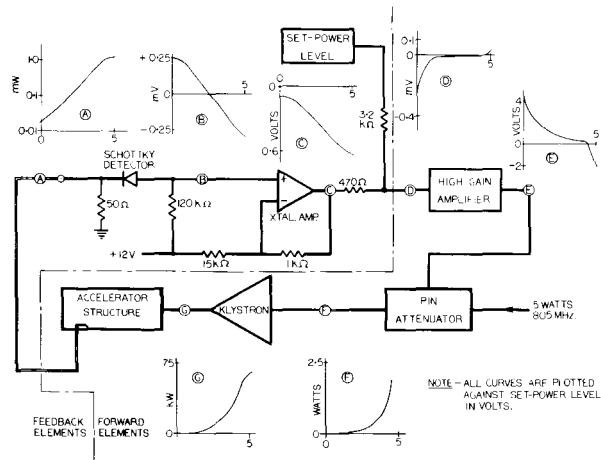 mW
1.0
0.1
0.01
5
A
mV
+0.25
0
-0.25
5
B
SET-POWER
LEVEL
VOLTS
0
0
5
0.6
C
3.2
kΩ
mV
0.1
0
-0.4
5
D
VOLTS
4
0
-2
5
E
SCHOTTKY
DETECTOR
A
50Ω
120KΩ
B
+
-
XTAL. AMP.
C
470Ω
D
HIGH GAIN
AMPLIFIER
E
+12V
15KΩ
1KΩ
ACCELERATOR
STRUCTURE
G
KLYSTRON
F
PIN
ATTENUATOR
5 WATTS
805 MHz.
KW
75
0
5
G
WATTS
2.5
0
5
F
NOTE - ALL CURVES ARE PLOTTED
AGAINST SET-POWER LEVEL
IN VOLTS.
FEEDBACK
ELEMENTS
FORWARD
ELEMENTS